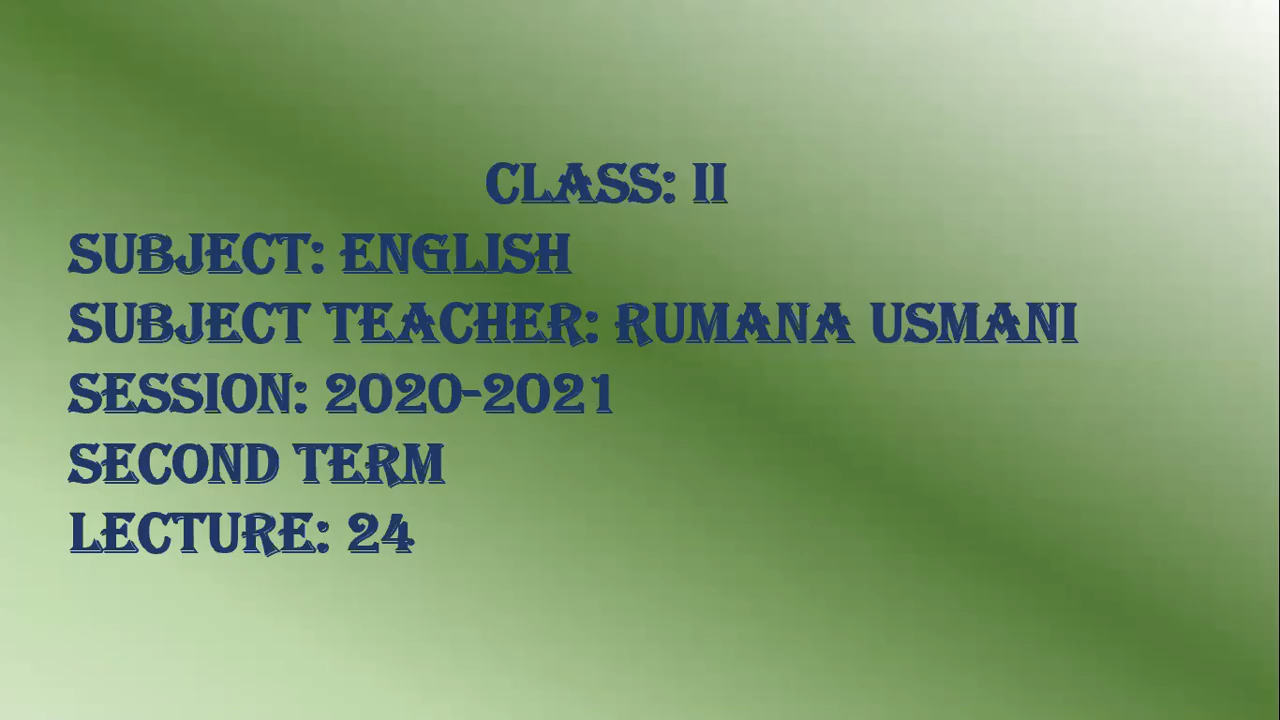 CLASS: II
SUBJECT: ENGLISH
SUBJECT TEACHER: RUMANA USMANI
SESSION: 2020-2021
SECOND TERM
LECTURE: 24